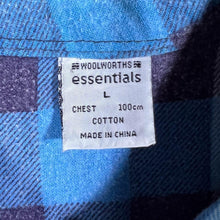 WOOLWORTHS
essentials
L
CHEST 100cm
COTTON
MADE IN CHINA